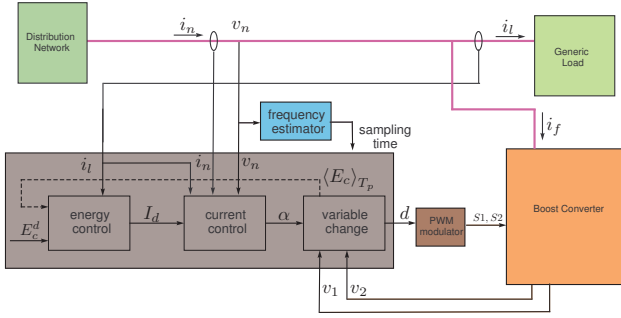 Distribution
Network
i_n
v_n
i_l
Generic
Load
frequency
estimator
sampling
time
i_f
i_l
i_n
v_n
⟨E_c⟩_{T_p}
E_c^d
energy
control
I_d
current
control
α
variable
change
d
PWM
modulator
S1, S2
Boost Converter
v_1
v_2